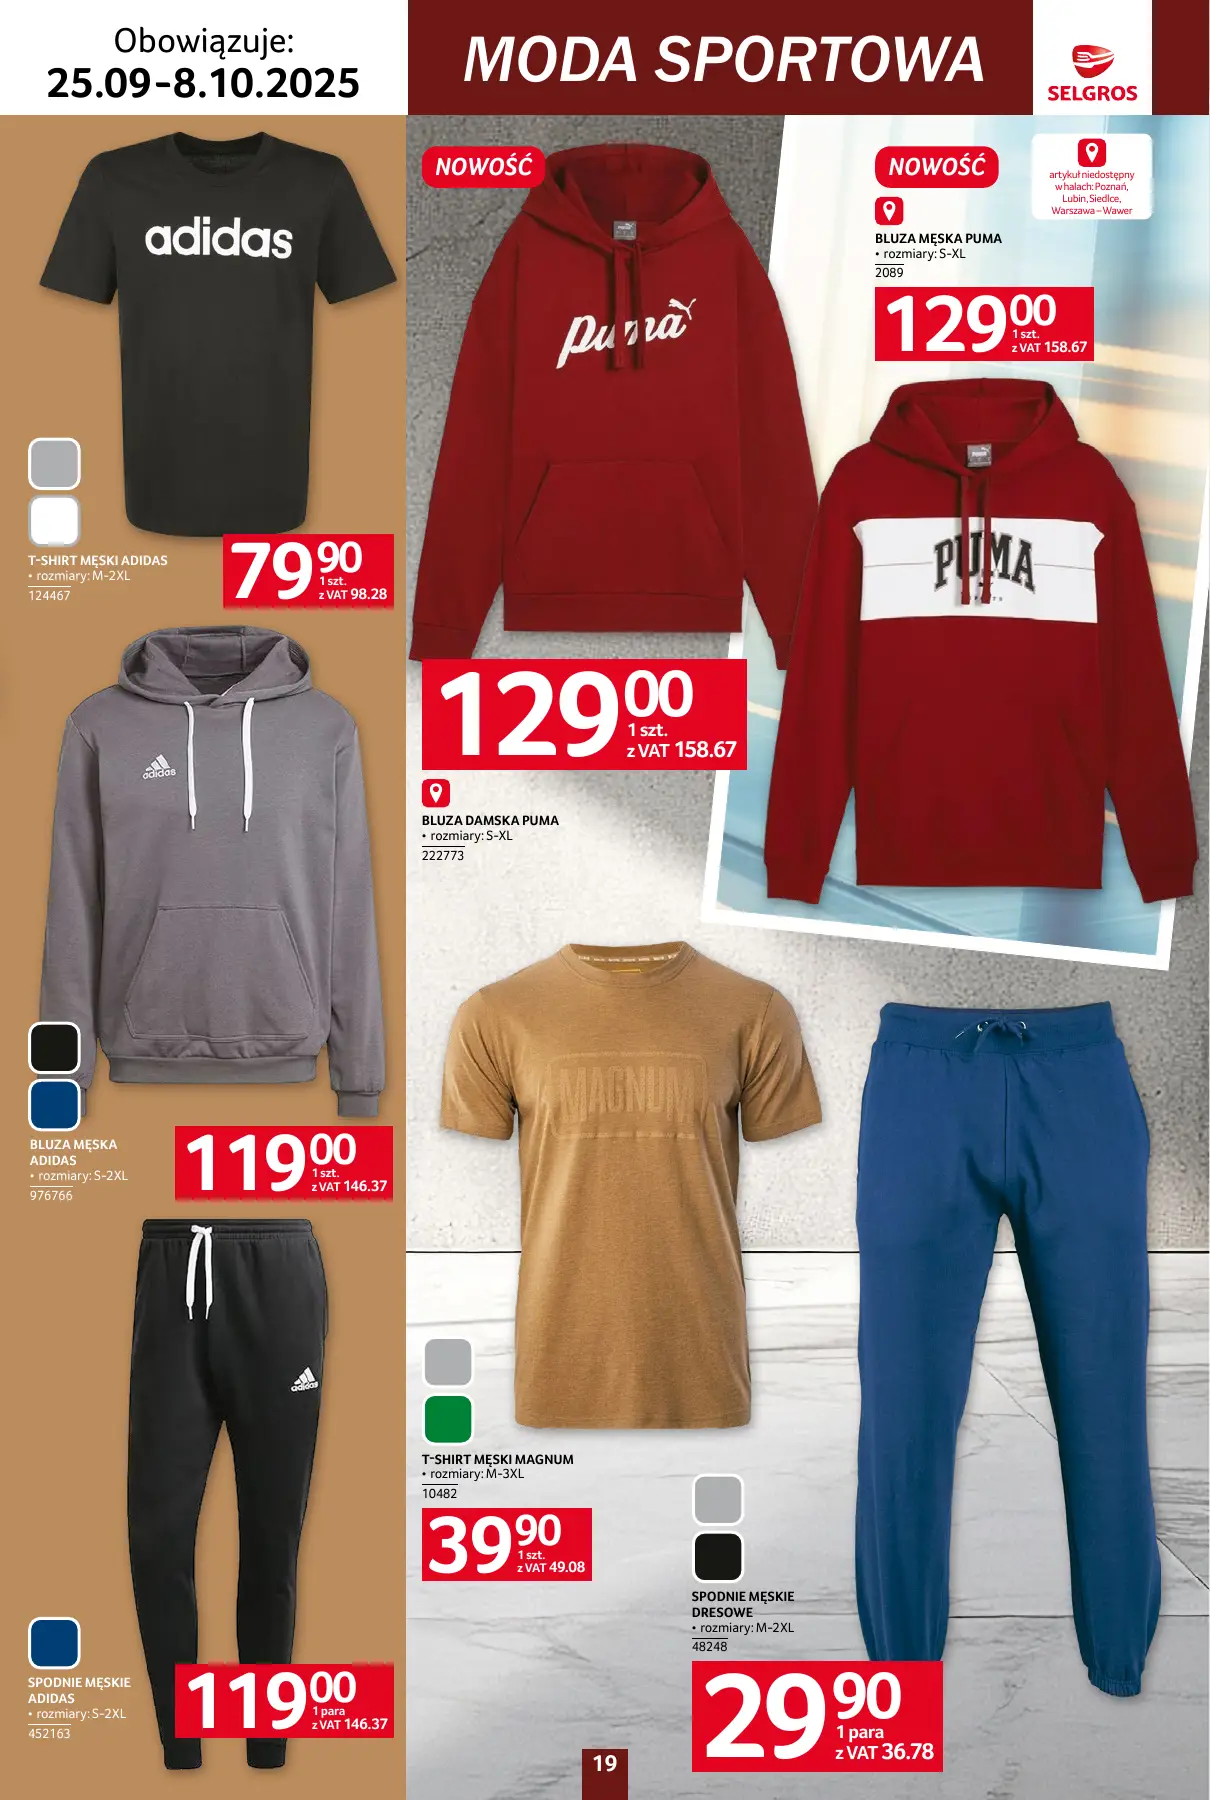 Obowiązuje:
25.09-8.10.2025
MODA SPORTOWA
SELGROS
adidas
T-SHIRT MĘSKI ADIDAS
• rozmiary: M-2XL
124467
79 90
1 szt.
z VAT 98.28
NOWOŚĆ
Puma
129 00
1 szt.
z VAT 158.67
BLUZA DAMSKA PUMA
• rozmiary: S-XL
222773
NOWOŚĆ
artykuł niedostępny
w halach: Poznań,
Lubin, Siedlce,
Warszawa – Wawer
BLUZA MĘSKA PUMA
• rozmiary: S-XL
2089
129 00
1 szt.
z VAT 158.67
PUMA
adidas
BLUZA MĘSKA
ADIDAS
• rozmiary: S-2XL
976766
119 00
1 szt.
z VAT 146.37
adidas
SPODNIE MĘSKIE
ADIDAS
• rozmiary: S-2XL
452163
119 00
1 para
z VAT 146.37
MAGNUM
T-SHIRT MĘSKI MAGNUM
• rozmiary: M-3XL
10482
39 90
1 szt.
z VAT 49.08
SPODNIE MĘSKIE
DRESOWE
• rozmiary: M-2XL
48248
29 90
1 para
z VAT 36.78
19